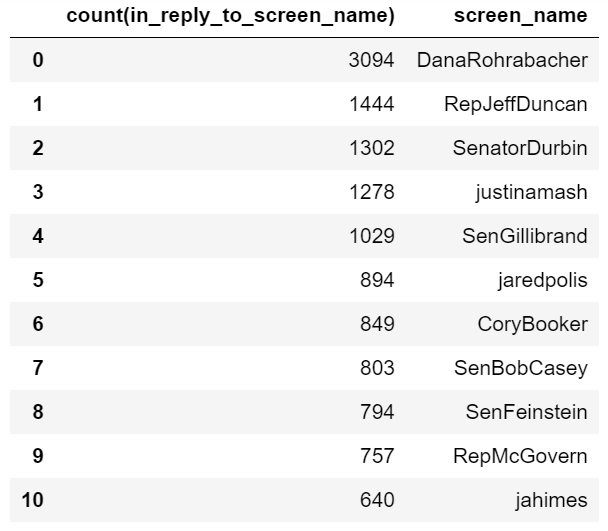 count(in_reply_to_screen_name) screen_name
0 3094 DanaRohrabacher
1 1444 RepJeffDuncan
2 1302 SenatorDurbin
3 1278 justinamash
4 1029 SenGillibrand
5 894 jaredpolis
6 849 CoryBooker
7 803 SenBobCasey
8 794 SenFeinstein
9 757 RepMcGovern
10 640 jahimes